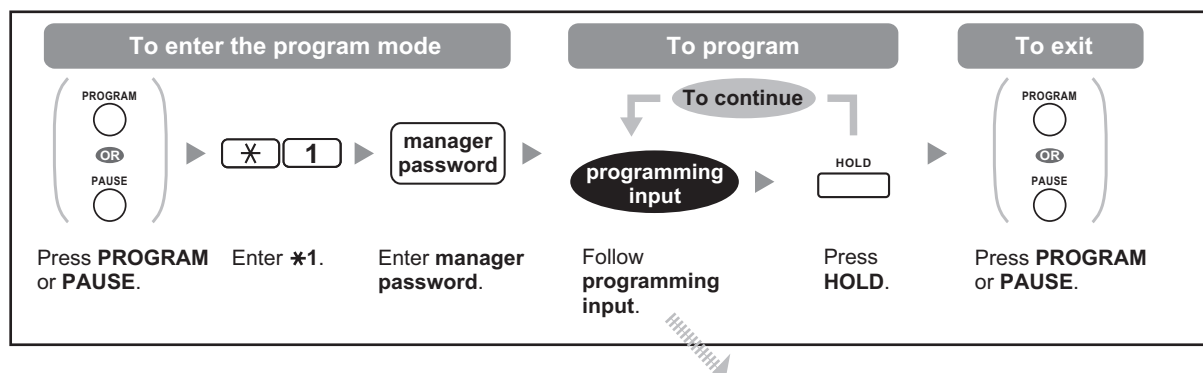 To enter the program mode
To program
To exit
To continue
PROGRAM
OR
PAUSE
✱ 1
manager
password
programming
input
HOLD
PROGRAM
OR
PAUSE
Press PROGRAM
or PAUSE.
Enter ✱1.
Enter manager
password.
Follow
programming
input.
Press
HOLD.
Press PROGRAM
or PAUSE.